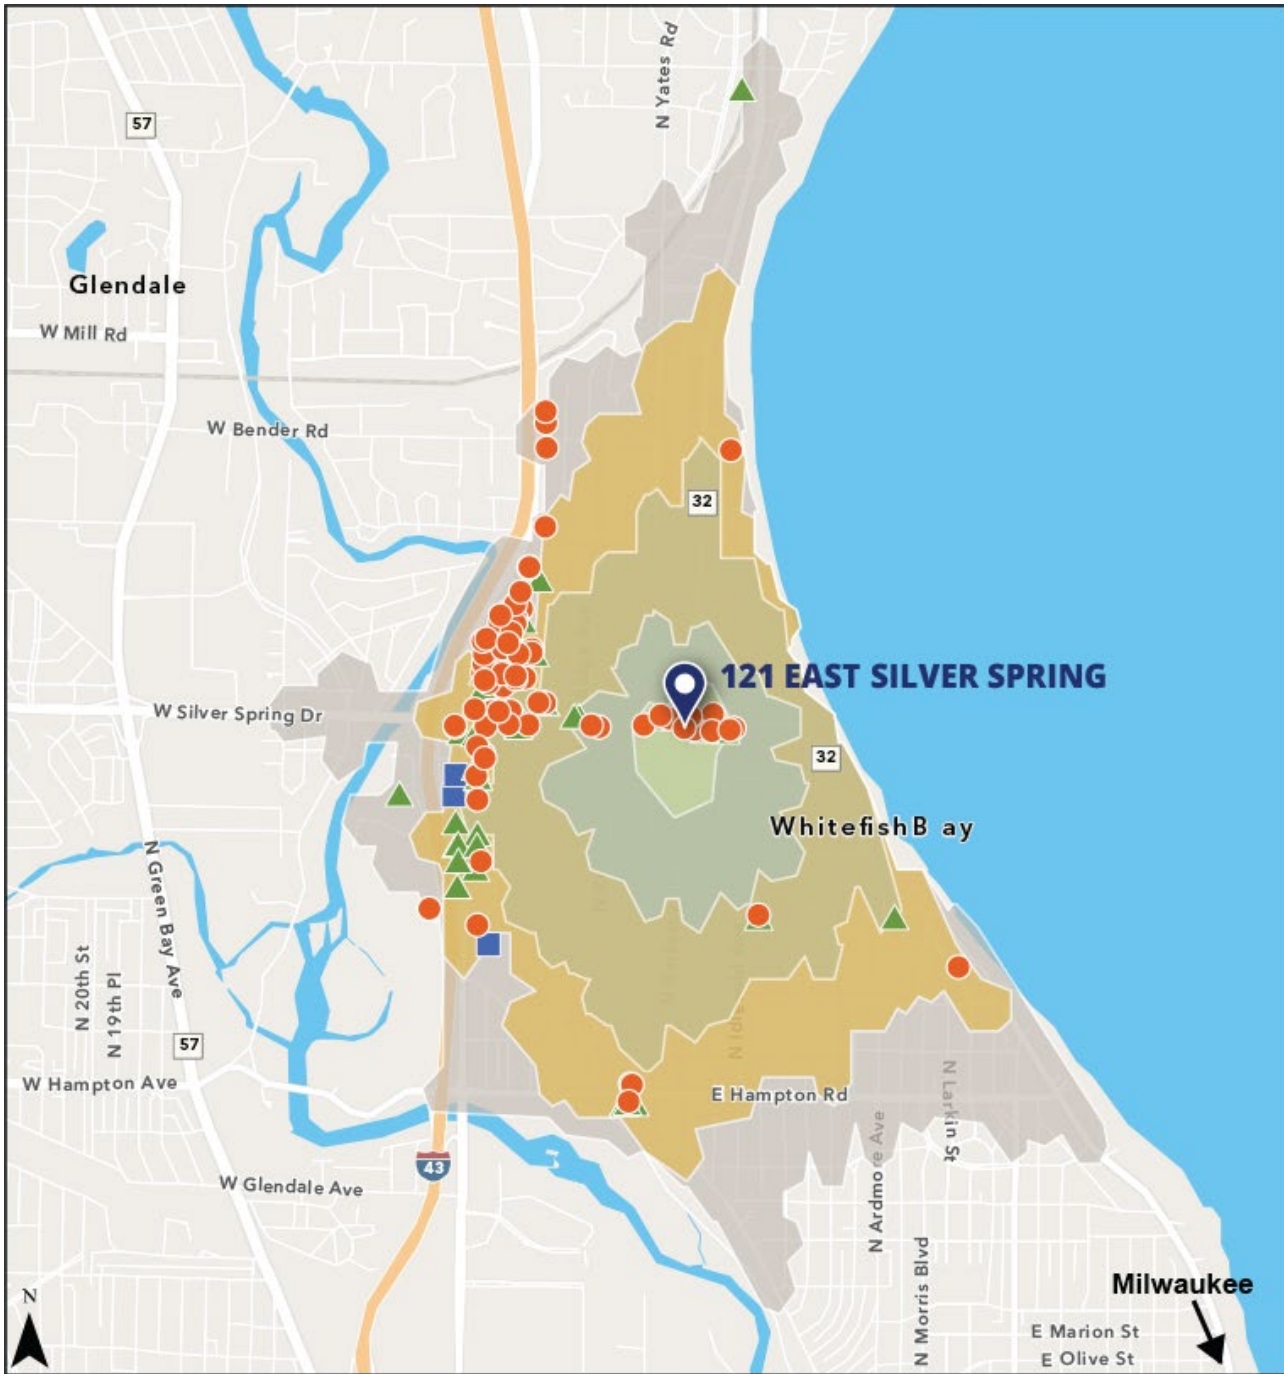 N Yates Rd
57
Glendale
W Mill Rd
W Bender Rd
32
121 EAST SILVER SPRING
W Silver Spring Dr
32
WhitefishB ay
N Green Bay Ave
N 20th St
N 19th Pl
57
W Hampton Ave
E Hampton Rd
N Larkin St
N Ardmore Ave
43
W Glendale Ave
N Morris Blvd
Milwaukee
N
E Marion St
E Olive St